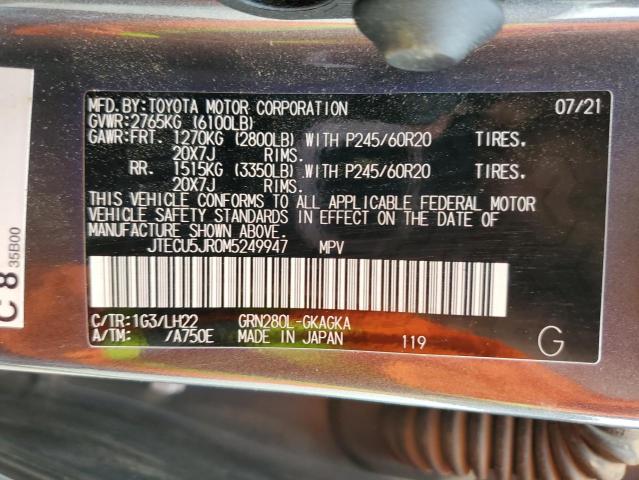 MFD.BY:TOYOTA MOTOR CORPORATION 07/21
GVWR:2765KG (6100LB)
GAWR:FRT. 1270KG (2800LB) WITH P245/60R20 TIRES.
20X7J RIMS.
RR. 1515KG (3350LB) WITH P245/60R20 TIRES.
20X7J RIMS.
THIS VEHICLE CONFORMS TO ALL APPLICABLE FEDERAL MOTOR
VEHICLE SAFETY STANDARDS IN EFFECT ON THE DATE OF
MANUFACTURE SHOWN ABOVE.
JTECU5JR0M5249947 MPV
C/TR:1G3/LH22 GRN280L-GKAGKA
A/TM: /A750E MADE IN JAPAN 119 G
C 8
35B00